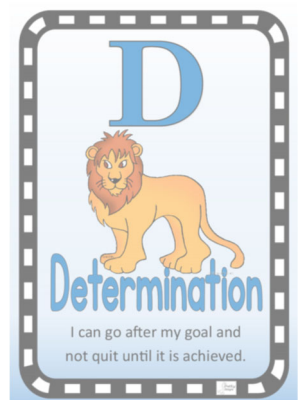 D
Determination
I can go after my goal and
not quit until it is achieved.